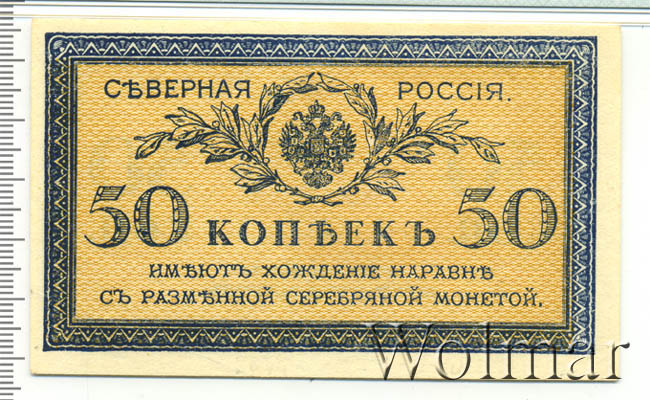 СѢВЕРНАЯ РОССІЯ.
50 КОПѢЕКЪ 50
ИМѢЮТЪ ХОЖДЕНІЕ НАРАВНѢ
СЪ РАЗМѢННОЙ СЕРЕБРЯНОЙ МОНЕТОЙ.
Wolmar